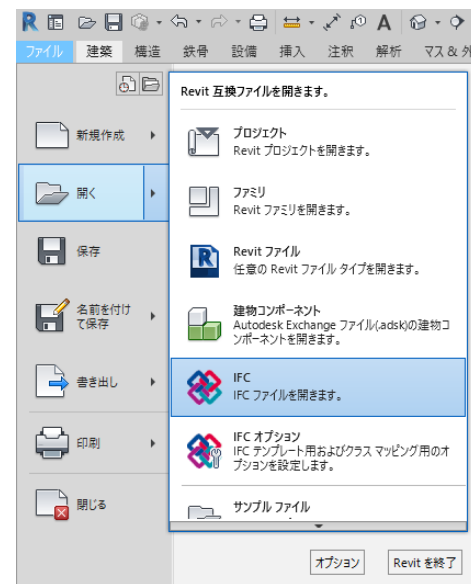 ファイル 建築 構造 鉄骨 設備 挿入 注釈 解析 マス &
Revit 互換ファイルを開きます。
新規作成
開く
保存
名前を付け
て保存
書き出し
印刷
閉じる
プロジェクト
Revit プロジェクトを開きます。
ファミリ
Revit ファミリを開きます。
Revit ファイル
任意の Revit ファイル タイプを開きます。
建物コンポーネント
Autodesk Exchange ファイル(.adsk)の建物コ
ンポーネントを開きます。
IFC
IFC ファイルを開きます。
IFC オプション
IFC テンプレート用およびクラス マッピング用のオ
プションを設定します。
サンプル ファイル
オプション Revit を終了